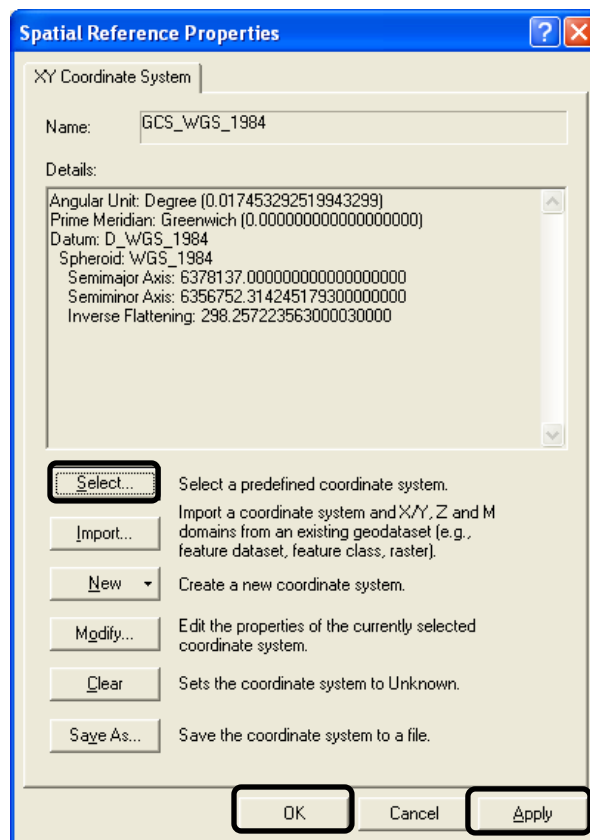 Spatial Reference Properties
XY Coordinate System
Name: GCS_WGS_1984
Details:
Angular Unit: Degree (0.017453292519943299)
Prime Meridian: Greenwich (0.000000000000000000)
Datum: D_WGS_1984
Spheroid: WGS_1984
Semimajor Axis: 6378137.000000000000000000
Semiminor Axis: 6356752.314245179300000000
Inverse Flattening: 298.257223563000030000
Select... Select a predefined coordinate system.
Import... Import a coordinate system and X/Y, Z and M
domains from an existing geodataset (e.g.,
feature dataset, feature class, raster).
New Create a new coordinate system.
Modify... Edit the properties of the currently selected
coordinate system.
Clear Sets the coordinate system to Unknown.
Save As... Save the coordinate system to a file.
OK Cancel Apply